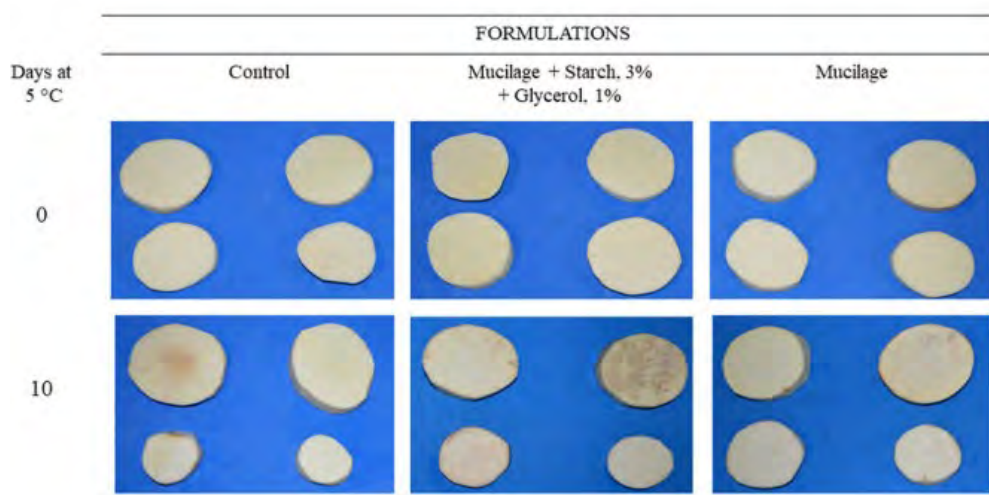 FORMULATIONS
Days at
5 °C
Control
Mucilage + Starch, 3%
+ Glycerol, 1%
Mucilage
0
10